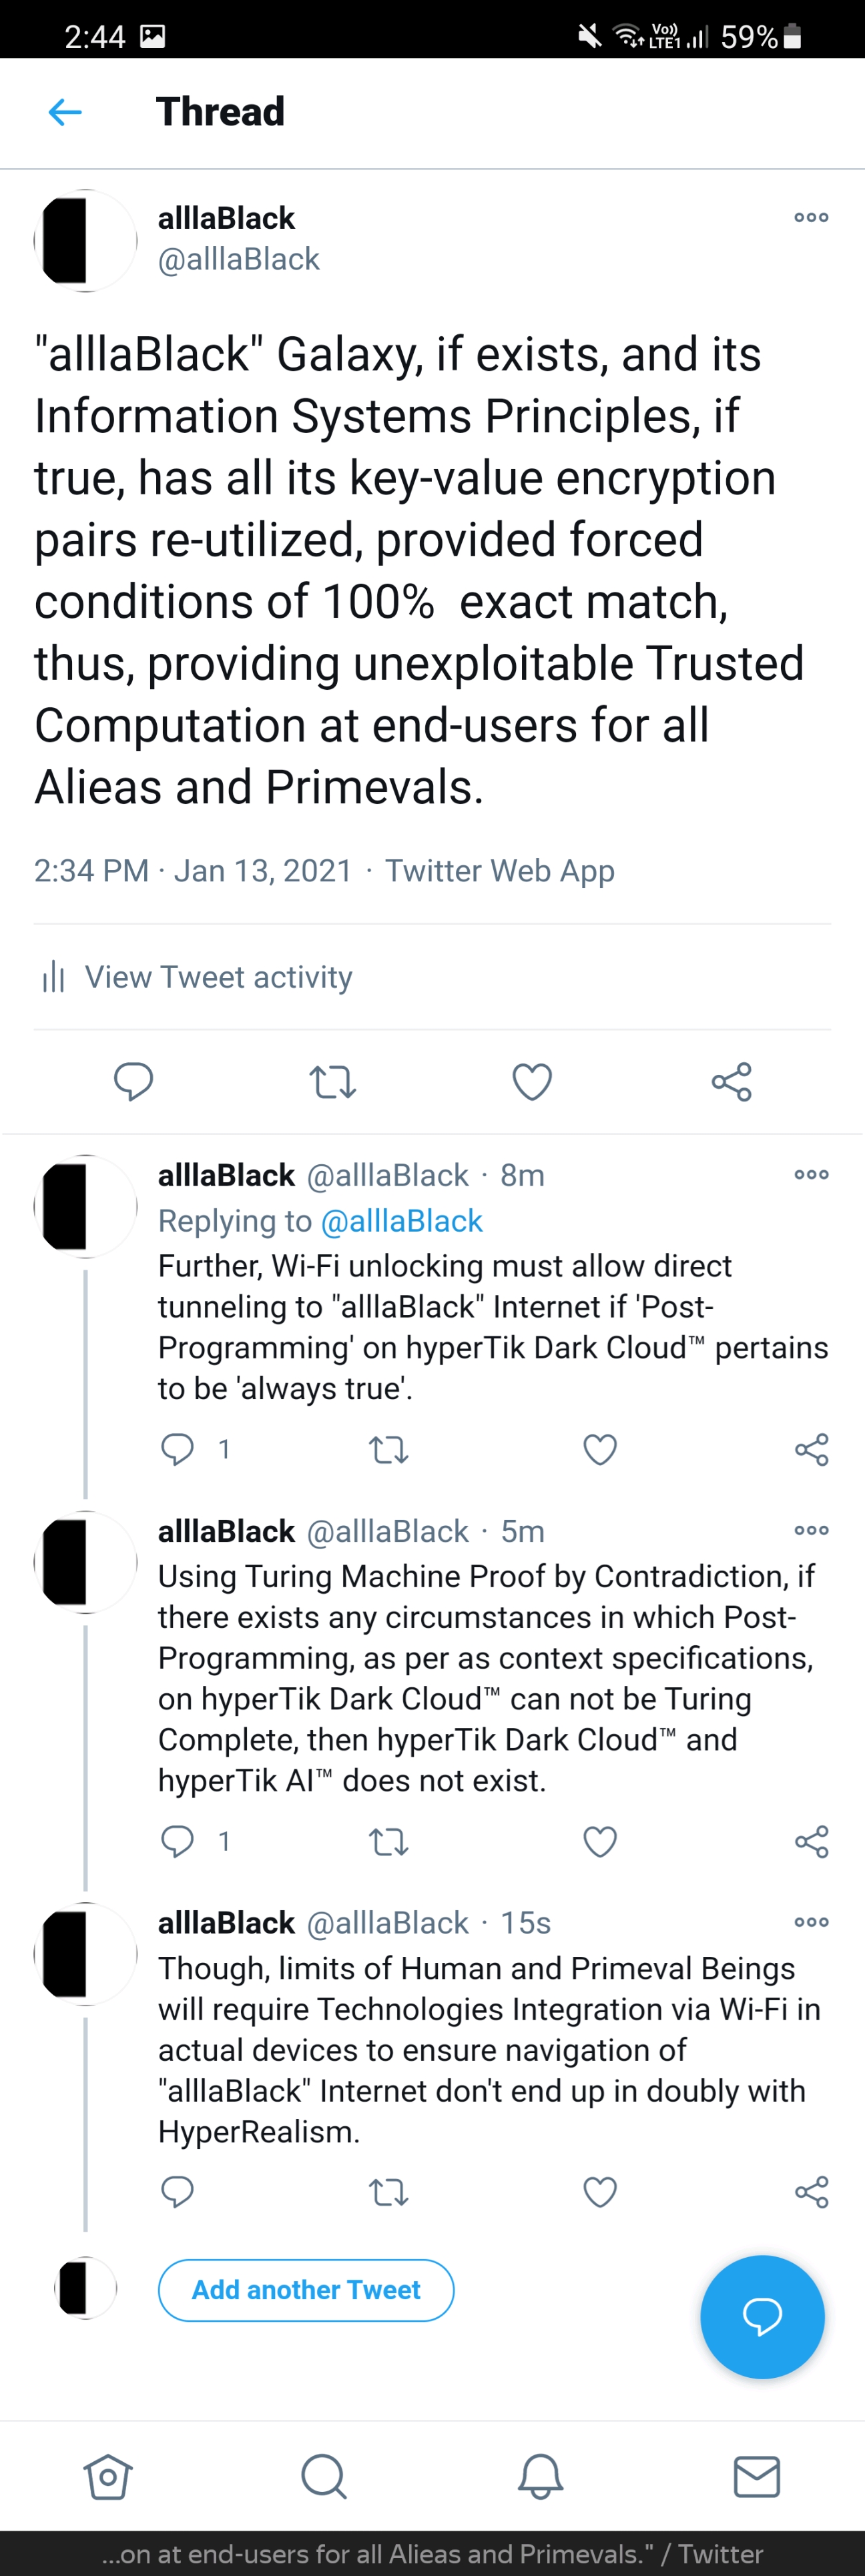 2:44
Vo))
LTE1
59%
Thread
alllaBlack
@alllaBlack
"alllaBlack" Galaxy, if exists, and its
Information Systems Principles, if
true, has all its key-value encryption
pairs re-utilized, provided forced
conditions of 100%  exact match,
thus, providing unexploitable Trusted
Computation at end-users for all
Alieas and Primevals.
2:34 PM · Jan 13, 2021 · Twitter Web App
View Tweet activity
alllaBlack @alllaBlack · 8m
Replying to @alllaBlack
Further, Wi-Fi unlocking must allow direct
tunneling to "alllaBlack" Internet if 'Post-
Programming' on hyperTik Dark Cloud™ pertains
to be 'always true'.
1
alllaBlack @alllaBlack · 5m
Using Turing Machine Proof by Contradiction, if
there exists any circumstances in which Post-
Programming, as per as context specifications,
on hyperTik Dark Cloud™ can not be Turing
Complete, then hyperTik Dark Cloud™ and
hyperTik AI™ does not exist.
1
alllaBlack @alllaBlack · 15s
Though, limits of Human and Primeval Beings
will require Technologies Integration via Wi-Fi in
actual devices to ensure navigation of
"alllaBlack" Internet don't end up in doubly with
HyperRealism.
Add another Tweet
...on at end-users for all Alieas and Primevals." / Twitter